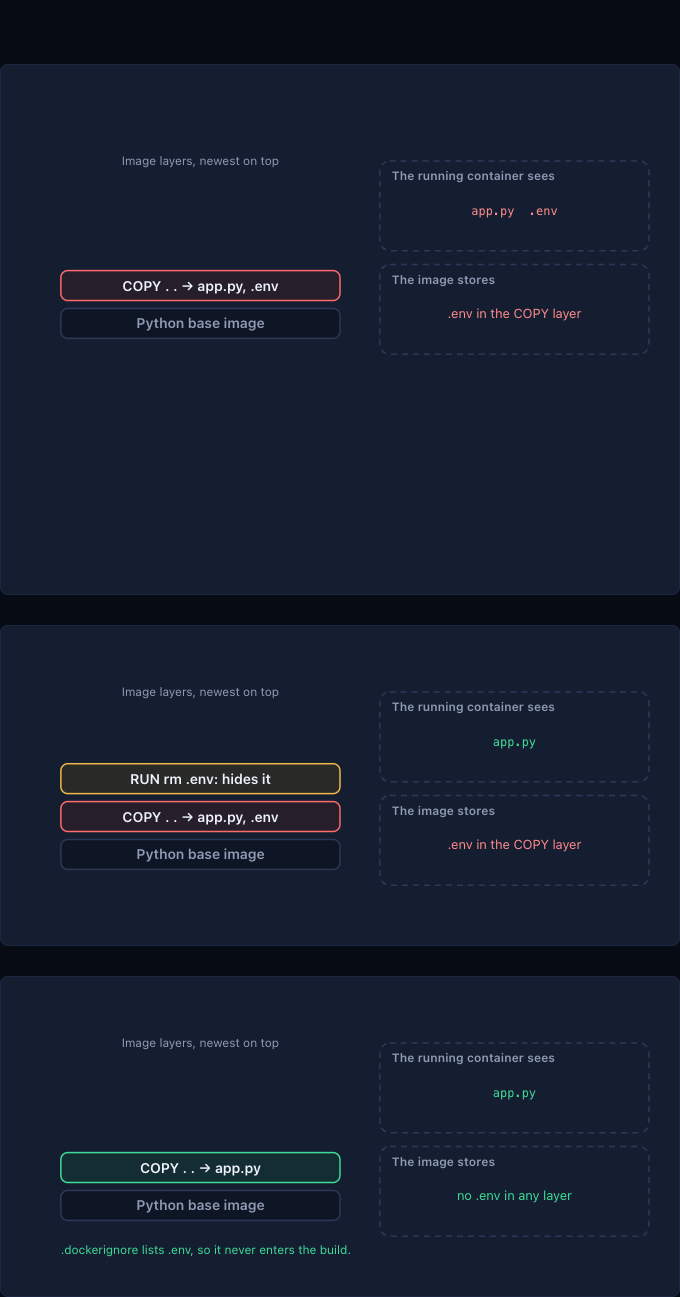 Image layers, newest on top
The running container sees
app.py .env
COPY . . → app.py, .env
Python base image
The image stores
.env in the COPY layer
Image layers, newest on top
The running container sees
app.py
RUN rm .env: hides it
COPY . . → app.py, .env
Python base image
The image stores
.env in the COPY layer
Image layers, newest on top
The running container sees
app.py
COPY . . → app.py
Python base image
The image stores
no .env in any layer
.dockerignore lists .env, so it never enters the build.